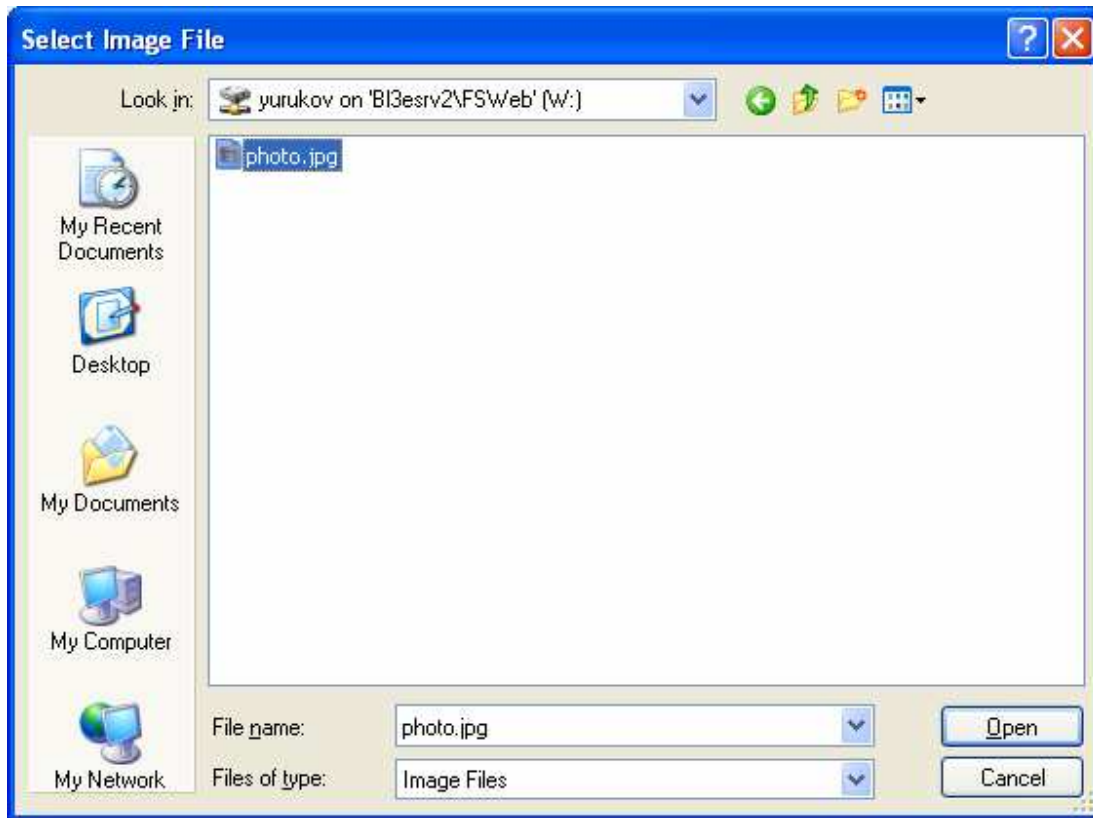 Select Image File
Look in:
yurukov on 'Bl3esrv2\FSWeb' (W:)
photo.jpg
My Recent
Documents
Desktop
My Documents
My Computer
My Network
File name:
photo.jpg
Open
Files of type:
Image Files
Cancel